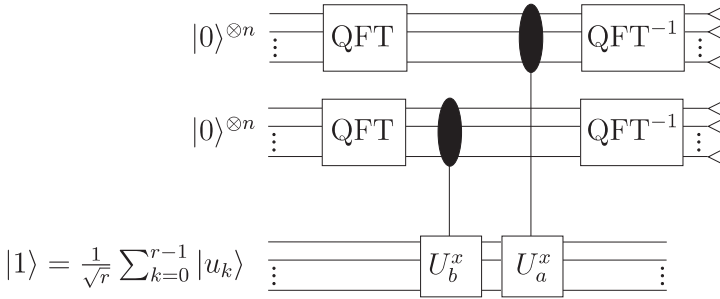 |0⟩^{⊗n} QFT QFT^{−1}
|0⟩^{⊗n} QFT QFT^{−1}
|1⟩ = \frac{1}{\sqrt{r}} \sum_{k=0}^{r−1} |u_k⟩ U_b^x U_a^x